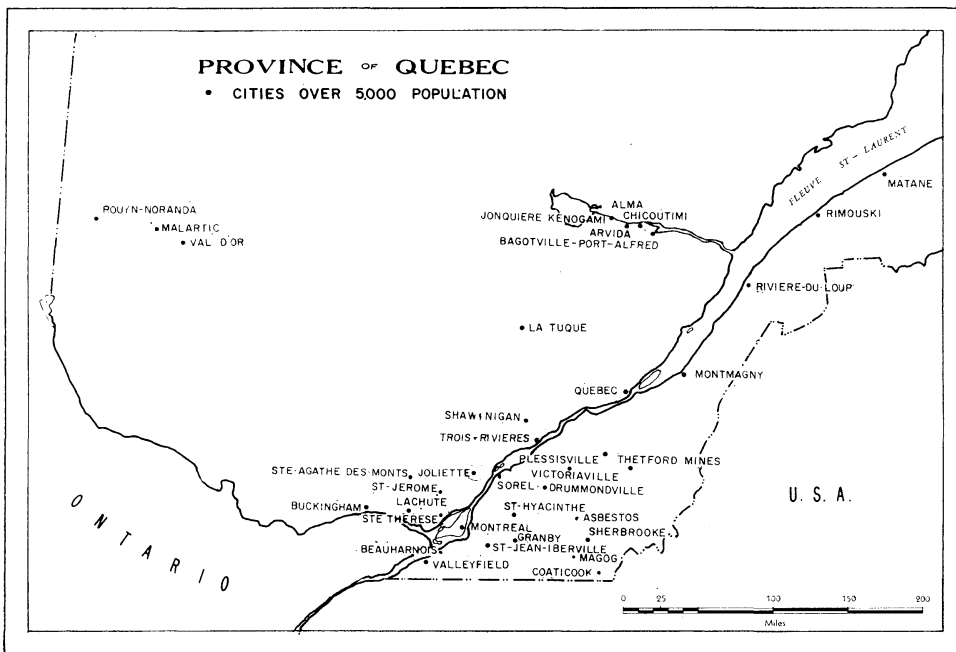 PROVINCE OF QUEBEC
• CITIES OVER 5,000 POPULATION
FLEUVE ST-LAURENT
MATANE
ROUYN-NORANDA
MALARTIC
VAL D'OR
ALMA
JONQUIERE KENOGAMI CHICOUTIMI
RIMOUSKI
ARVIDA
BAGOTVILLE-PORT-ALFRED
RIVIERE-DU-LOUP
LA TUQUE
MONTMAGNY
QUEBEC
SHAWINIGAN
TROIS-RIVIERES
PLESSISVILLE THETFORD MINES
STE-AGATHE DES-MONTS JOLIETTE
VICTORIAVILLE
ST-JEROME
SOREL DRUMMONDVILLE
U. S. A.
LACHUTE
BUCKINGHAM
ST-HYACINTHE
STE THERESE
ASBESTOS
MONTREAL
SHERBROOKE
GRANBY
BEAUHARNOIS
ST-JEAN-IBERVILLE
VALLEYFIELD
MAGOG
COATICOOK
ONTARIO
0 25 100 150 200
Miles